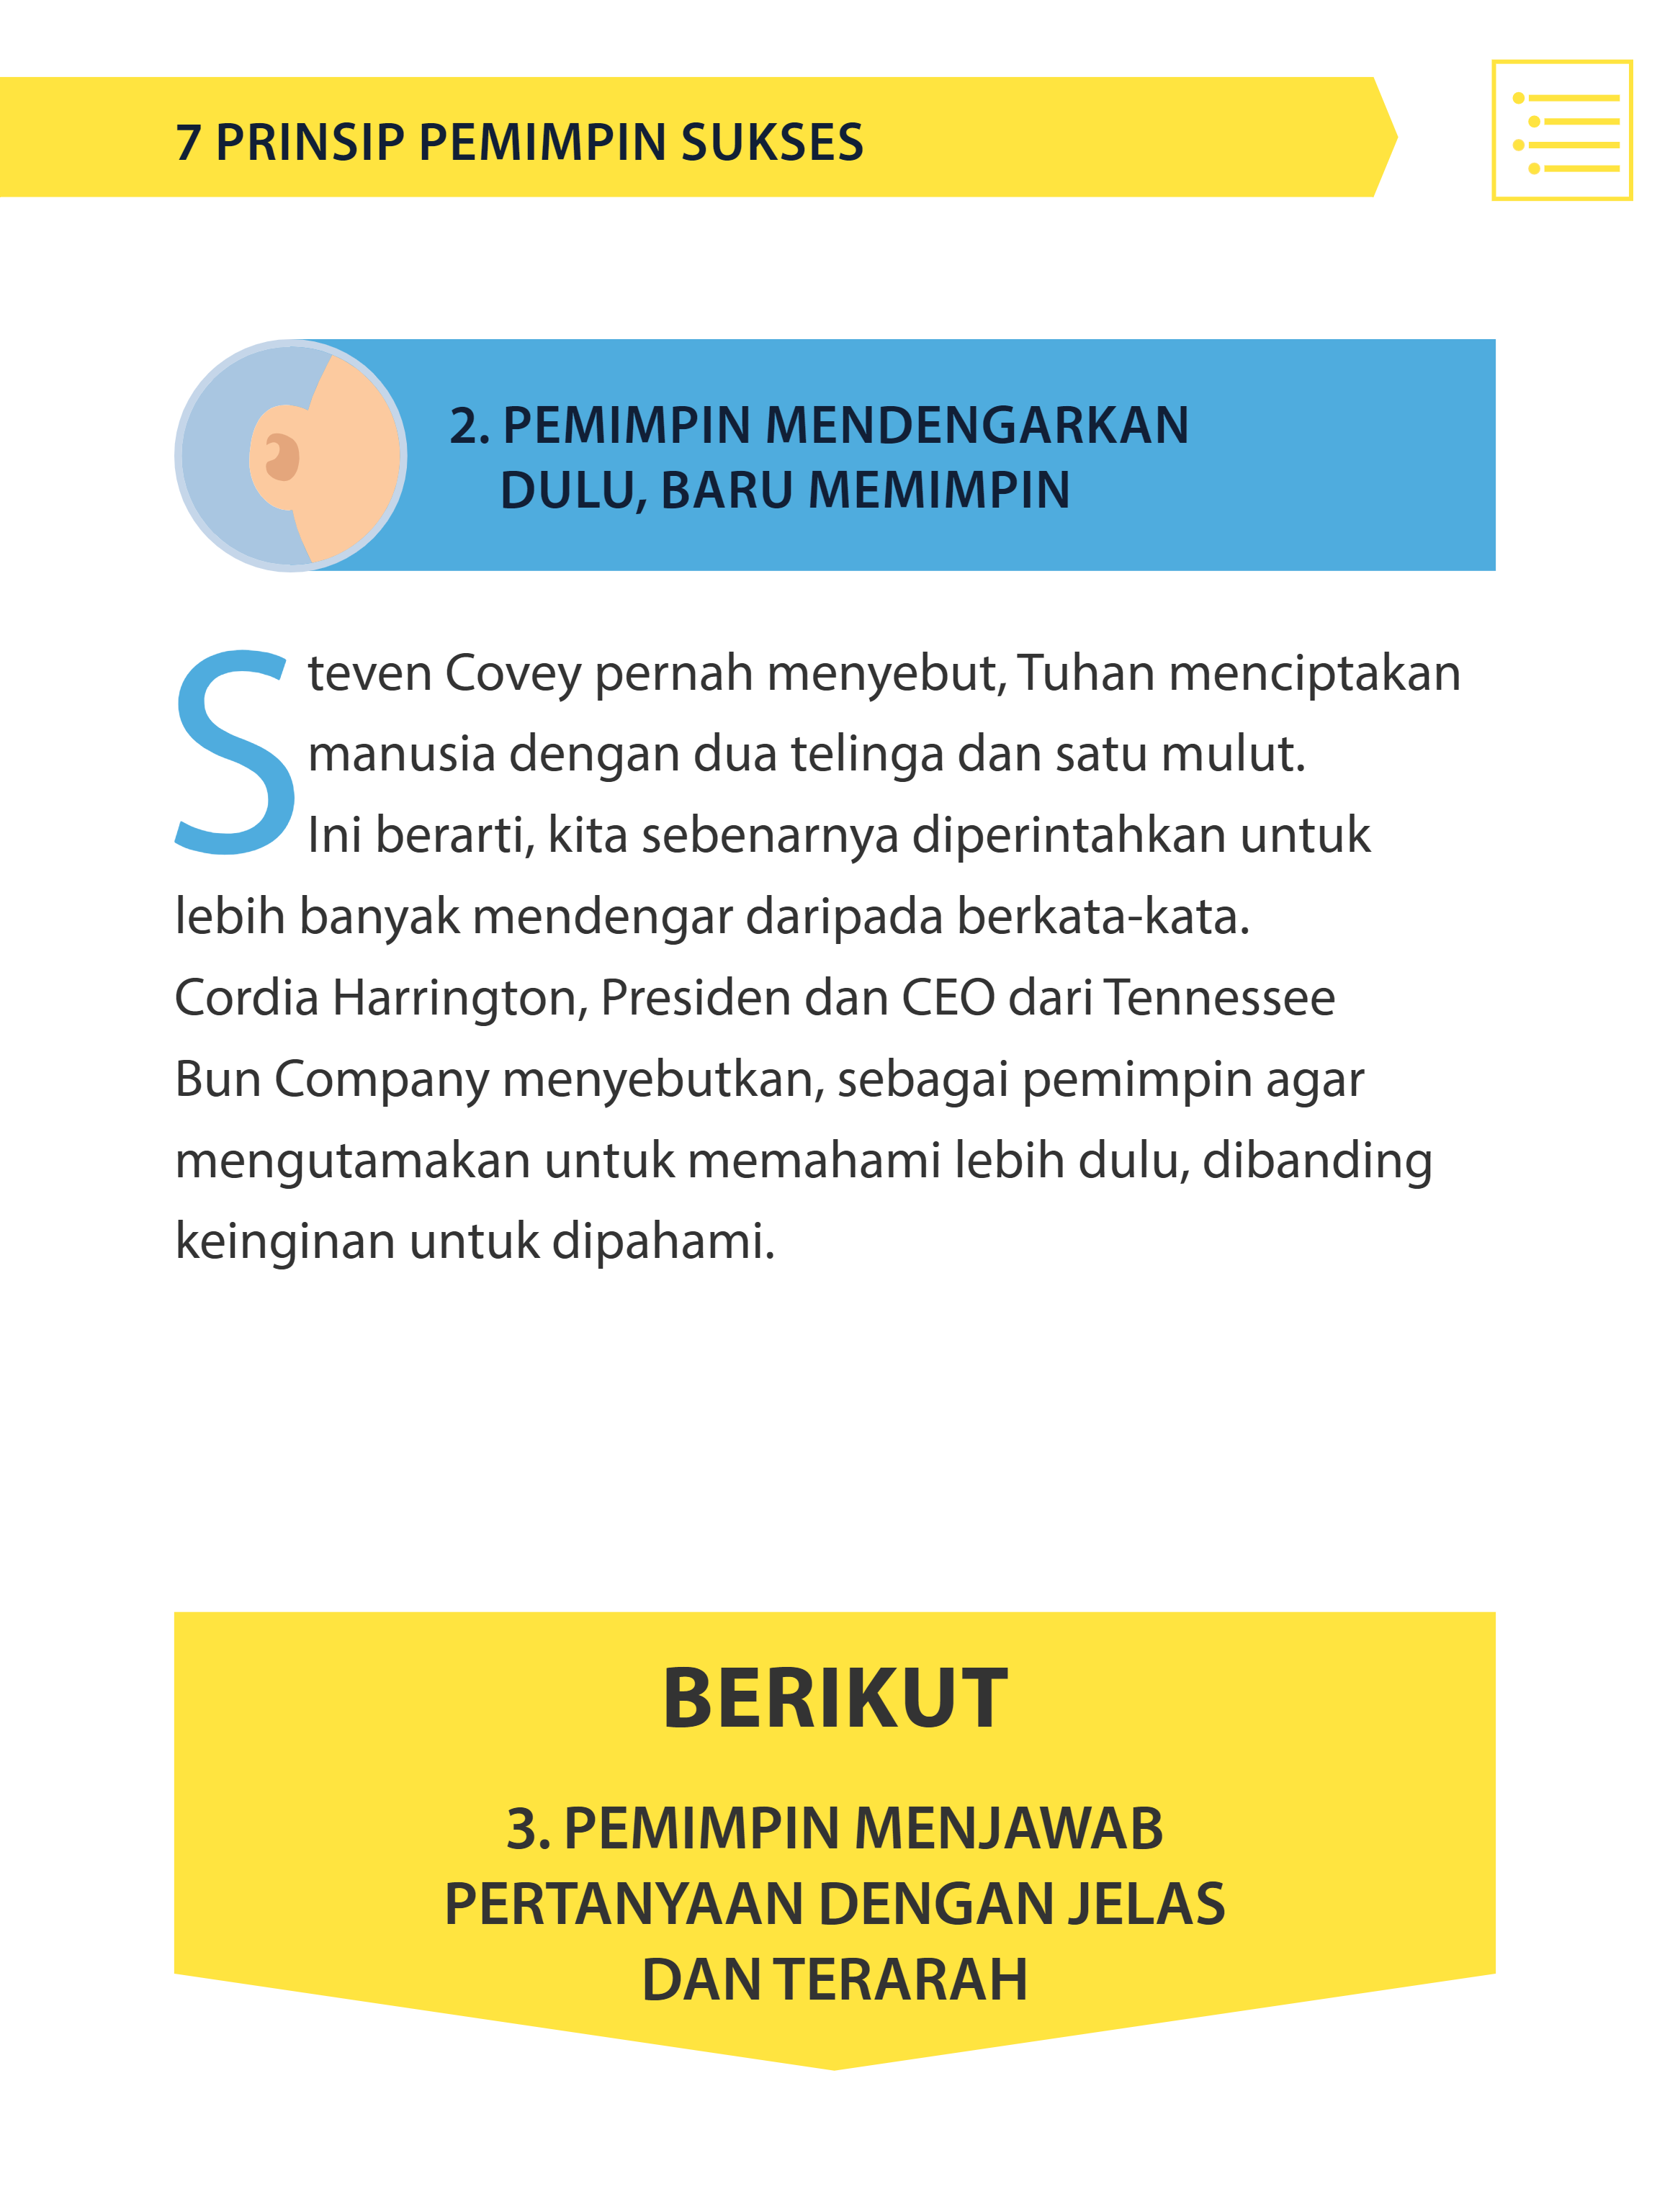 7 PRINSIP PEMIMPIN SUKSES
2. PEMIMPIN MENDENGARKAN
DULU, BARU MEMIMPIN
Steven Covey pernah menyebut, Tuhan menciptakan
manusia dengan dua telinga dan satu mulut.
Ini berarti, kita sebenarnya diperintahkan untuk
lebih banyak mendengar daripada berkata-kata.
Cordia Harrington, Presiden dan CEO dari Tennessee
Bun Company menyebutkan, sebagai pemimpin agar
mengutamakan untuk memahami lebih dulu, dibanding
keinginan untuk dipahami.
BERIKUT
3. PEMIMPIN MENJAWAB
PERTANYAAN DENGAN JELAS
DAN TERARAH